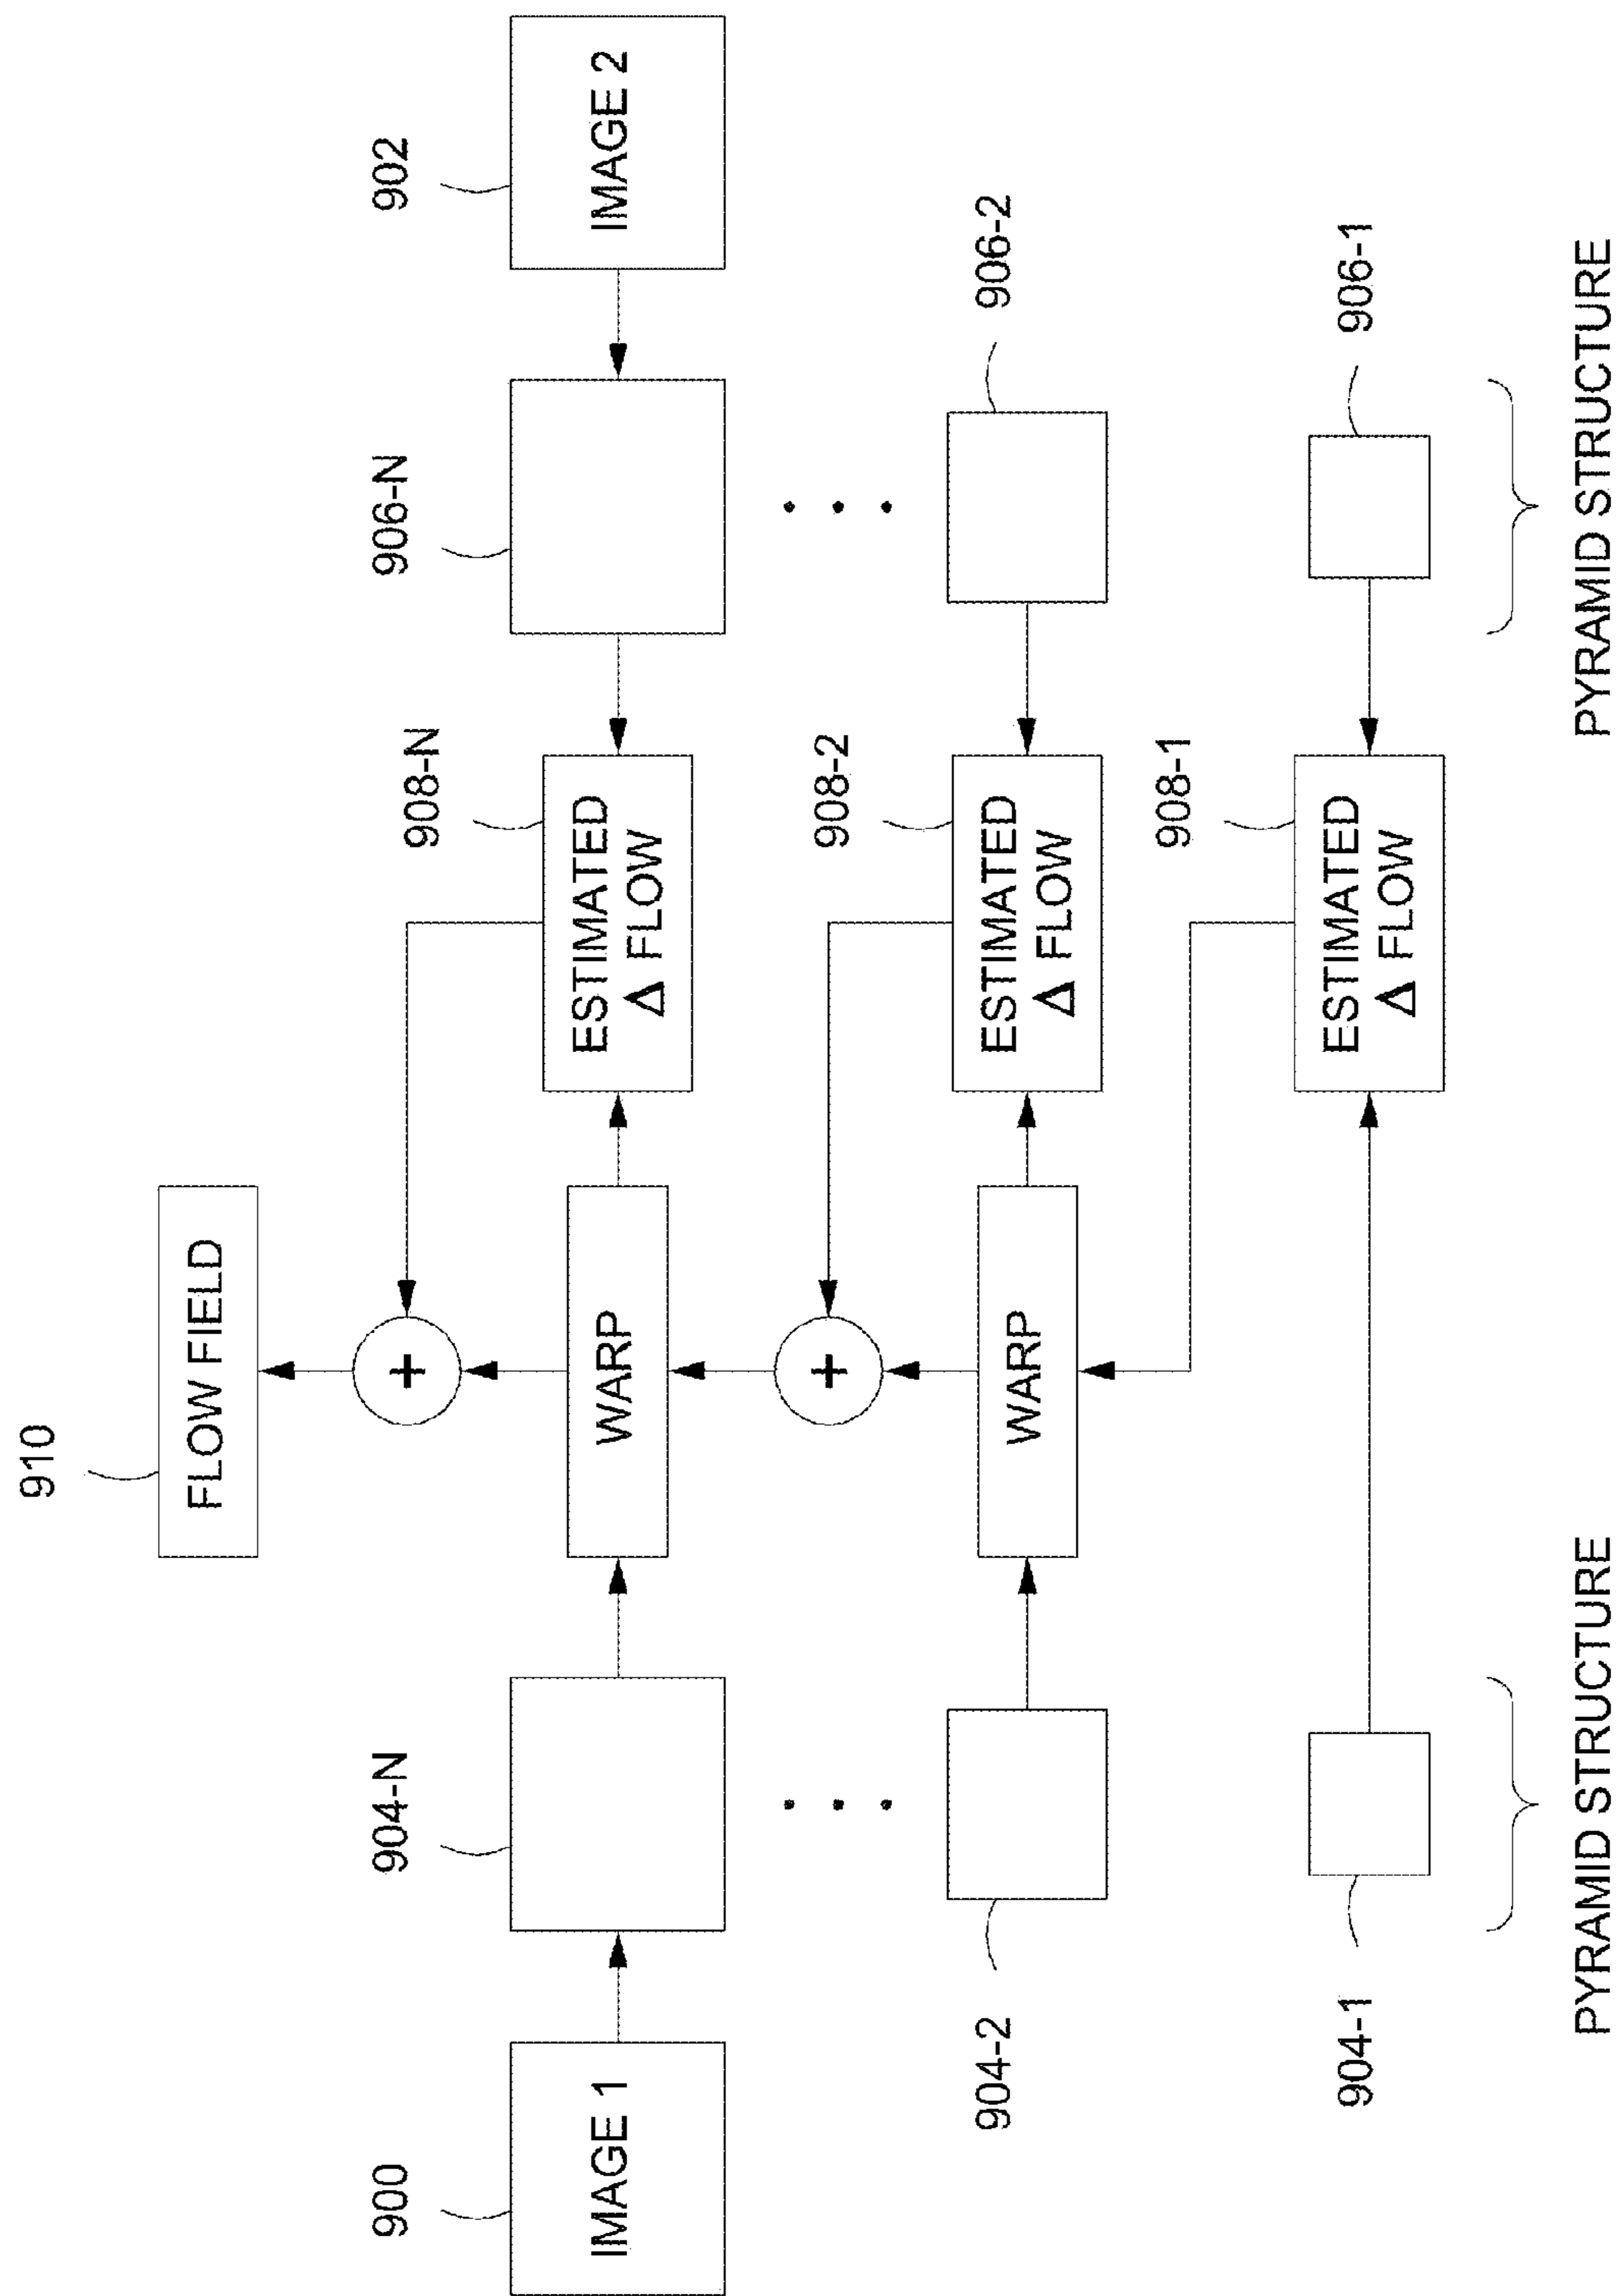 910
FLOW FIELD
900
904-N
908-N
906-N
902
IMAGE 1
WARP
ESTIMATED
Δ FLOW
IMAGE 2
+
. . .
+
. . .
904-2
WARP
908-2
ESTIMATED
Δ FLOW
906-2
904-1
908-1
ESTIMATED
Δ FLOW
906-1
PYRAMID STRUCTURE
PYRAMID STRUCTURE